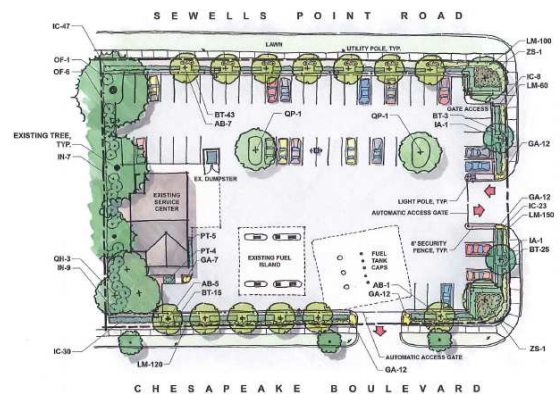 SEWELLS POINT ROAD
IC-47
LAWN
UTILITY POLE, TYP.
LM-100
ZS-1
OF-1
OF-6
IC-8
LM-60
GATE ACCESS
BT-43
AB-7
BT-3
IA-1
QP-1
QP-1
GA-12
EXISTING TREE,
TYP.
IN-7
EX. DUMPSTER
LIGHT POLE, TYP.
AUTOMATIC ACCESS GATE
EXISTING
SERVICE
CENTER
GA-12
IC-23
LM-150
PT-5
6' SECURITY
FENCE, TYP.
PT-4
GA-7
IA-1
BT-25
EXISTING FUEL
ISLAND
FUEL
TANK
CAPS
QH-3
IN-9
AB-5
BT-15
AB-1
GA-12
IC-30
LM-120
AUTOMATIC ACCESS GATE
GA-12
ZS-1
CHESAPEAKE BOULEVARD